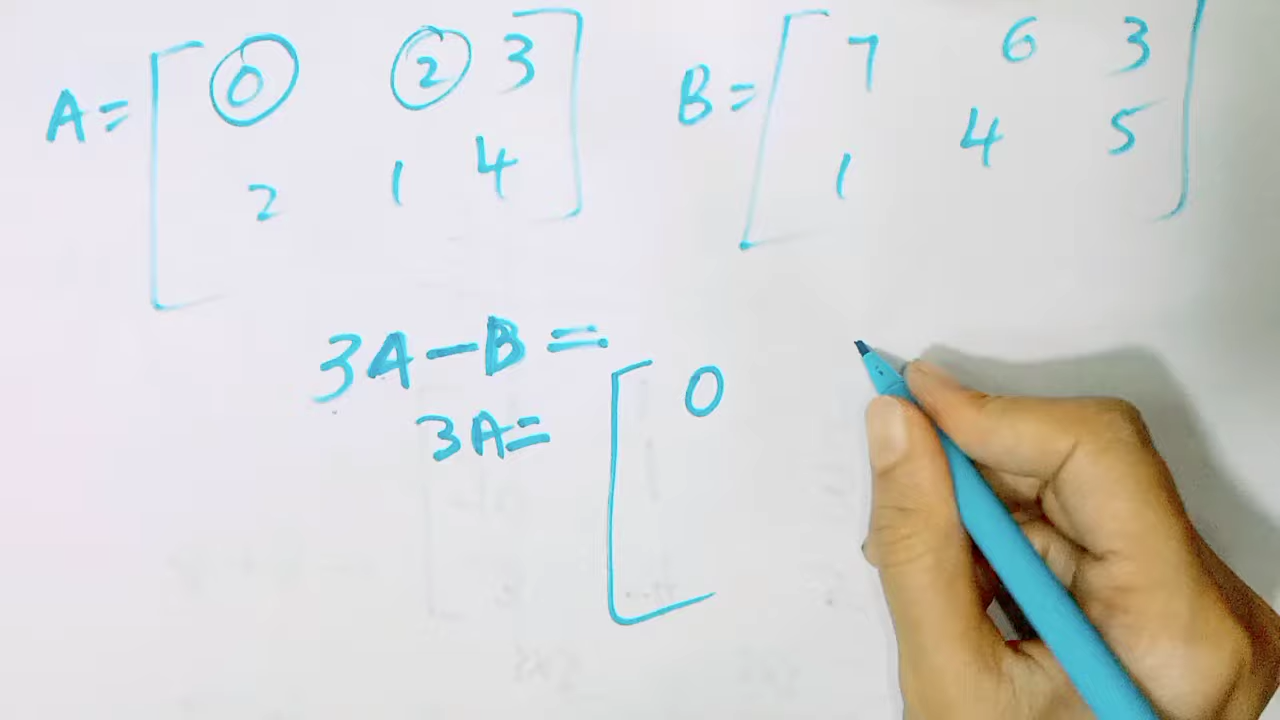 A= [ 0 2 3 B= [ 7 6 3 ]
2 1 4 ] 1 4 5
3A-B=
3A= [ 0